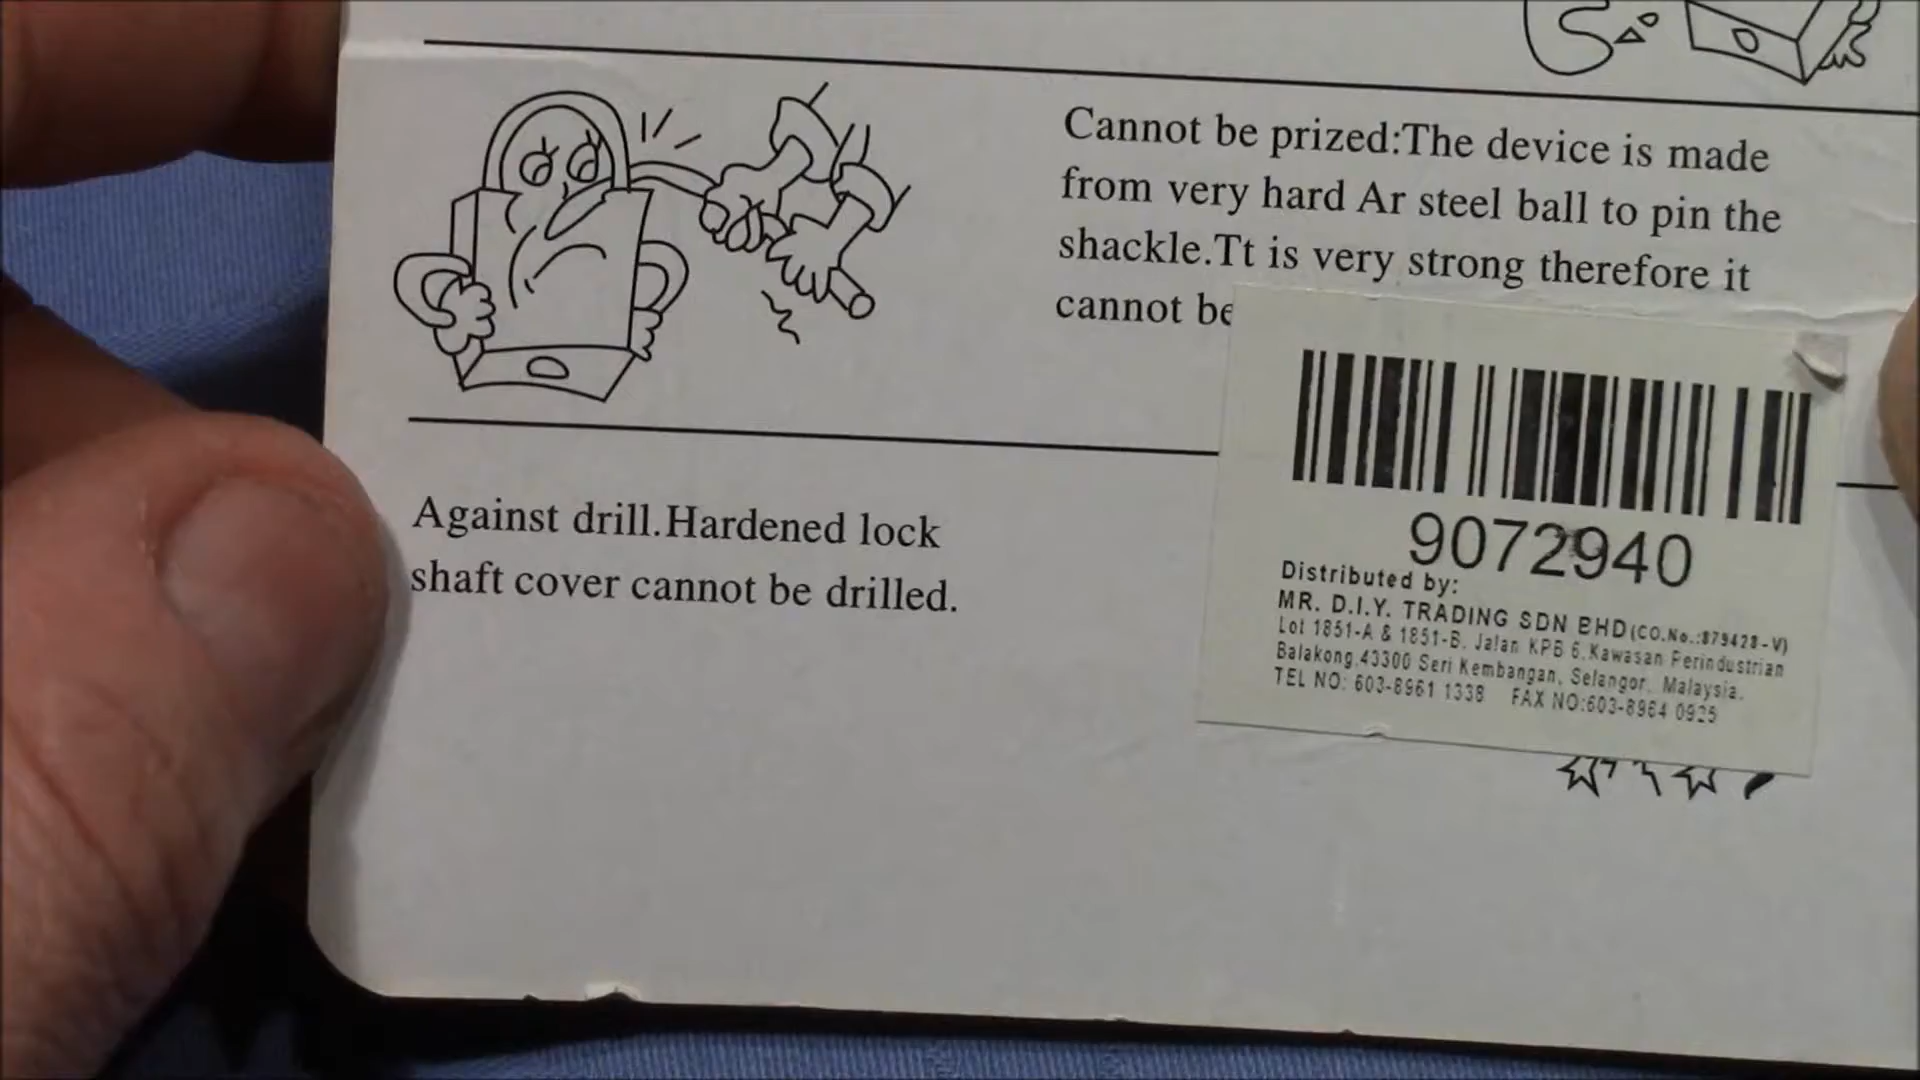 Cannot be prized:The device is made
from very hard Ar steel ball to pin the
shackle.Tt is very strong therefore it
cannot be
Against drill.Hardened lock
shaft cover cannot be drilled.
9072940
Distributed by:
MR. D.I.Y. TRADING SDN BHD (CO.No.:879428-V)
Lot 1851-A & 1851-B, Jalan KPB 6, Kawasan Perindustrian
Balakong,43300 Seri Kembangan, Selangor, Malaysia.
TEL NO: 603-8961 1338 FAX NO:603-8964 0925